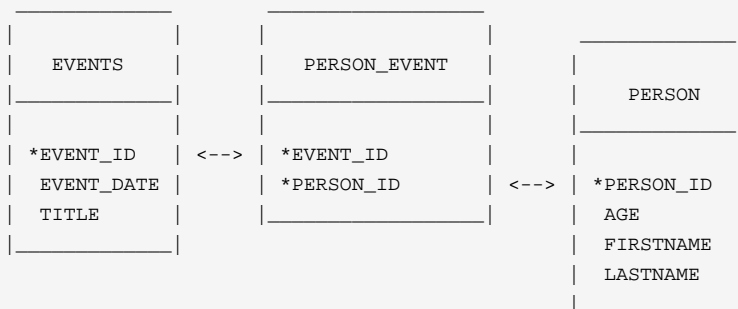 EVENTS PERSON_EVENT
PERSON
*EVENT_ID <--> *EVENT_ID
EVENT_DATE *PERSON_ID <--> *PERSON_ID
TITLE AGE
FIRSTNAME
LASTNAME